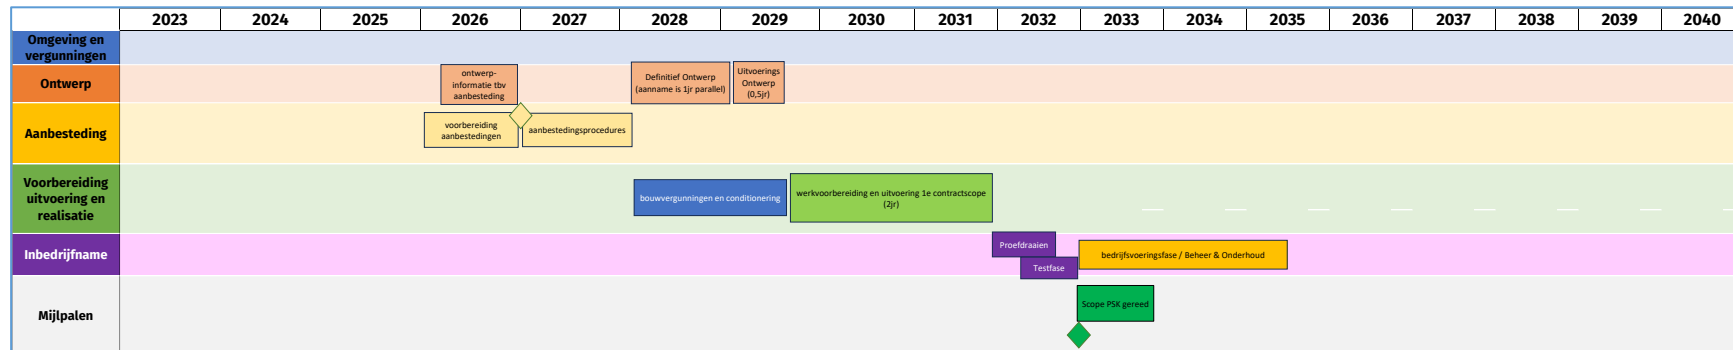 2023 2024 2025 2026 2027 2028 2029 2030 2031 2032 2033 2034 2035 2036 2037 2038 2039 2040
Omgeving en
vergunningen
Ontwerp
ontwerp-
informatie tbv
aanbesteding
Definitief Ontwerp
(aanname is 1jr parallel)
Uitvoerings
Ontwerp
(0,5jr)
Aanbesteding
voorbereiding
aanbestedingen
aanbestedingsprocedures
Voorbereiding
uitvoering en
realisatie
bouwvergunningen en conditionering
werkvoorbereiding en uitvoering 1e contractscope
(2jr)
Inbedrijfname
Proefdraaien
Testfase
bedrijfsvoeringsfase / Beheer & Onderhoud
Mijlpalen
Scope PSK gereed